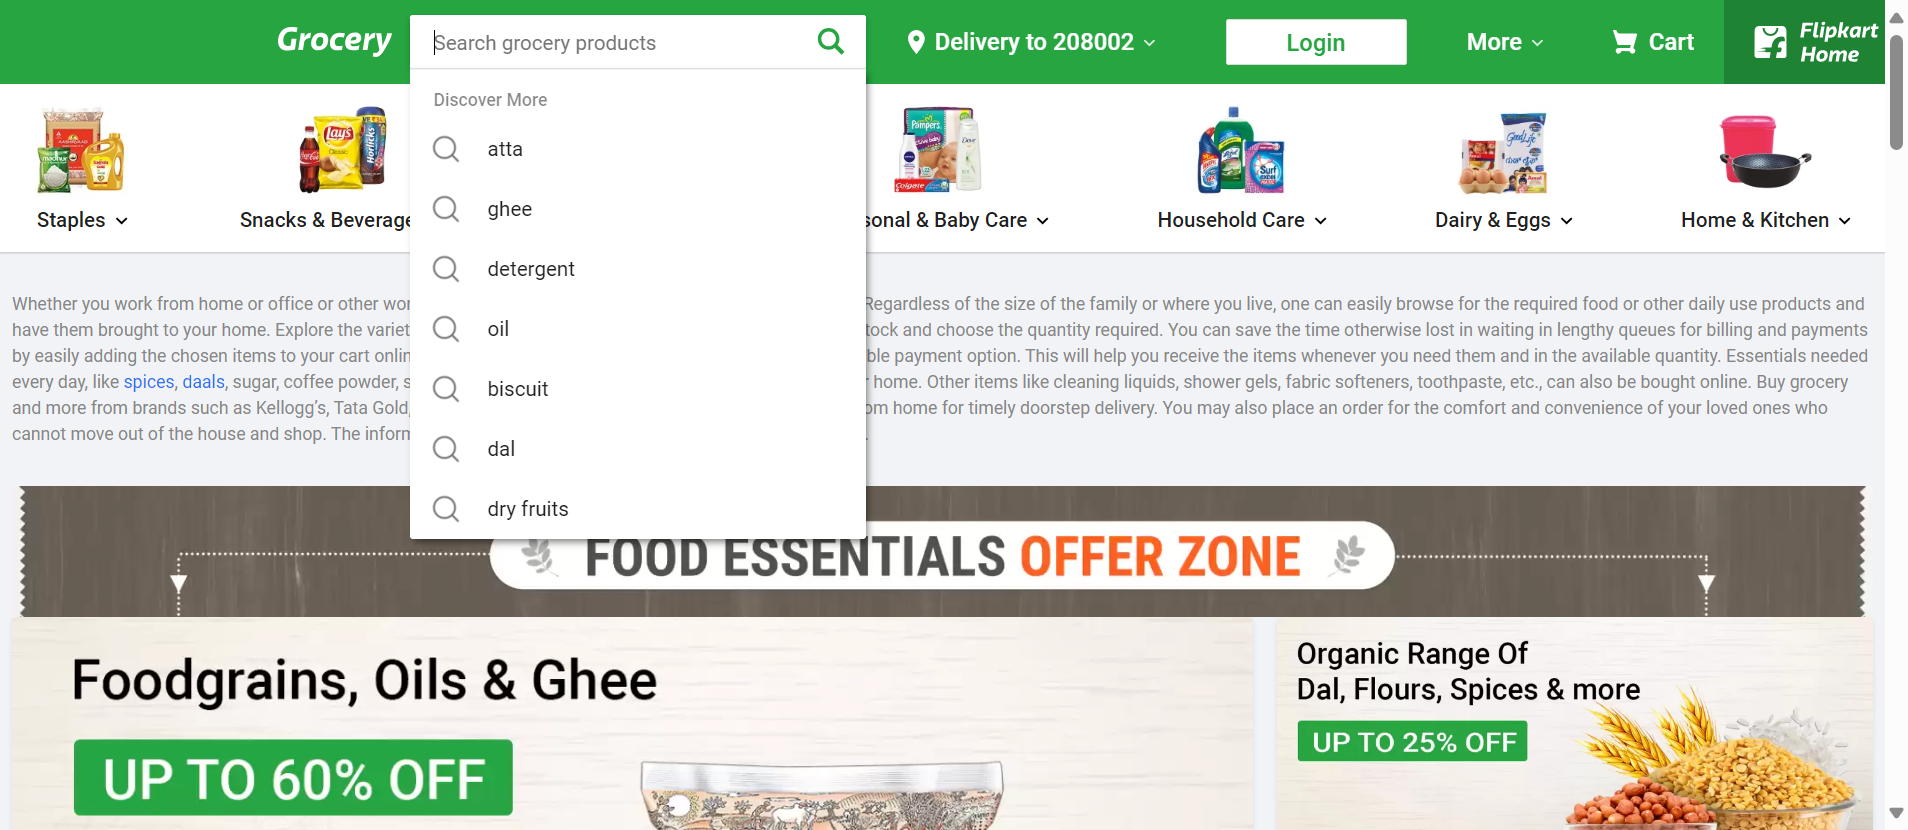 Grocery
Search grocery products
Delivery to 208002
Login
More
Cart
Flipkart
Home
Discover More
atta
ghee
detergent
oil
biscuit
dal
dry fruits
Staples
Snacks & Beverage
sonal & Baby Care
Household Care
Dairy & Eggs
Home & Kitchen
Whether you work from home or office or other wor Regardless of the size of the family or where you live, one can easily browse for the required food or other daily use products and
have them brought to your home. Explore the variet tock and choose the quantity required. You can save the time otherwise lost in waiting in lengthy queues for billing and payments
by easily adding the chosen items to your cart onlin ble payment option. This will help you receive the items whenever you need them and in the available quantity. Essentials needed
every day, like spices, daals, sugar, coffee powder, s home. Other items like cleaning liquids, shower gels, fabric softeners, toothpaste, etc., can also be bought online. Buy grocery
and more from brands such as Kellogg's, Tata Gold, om home for timely doorstep delivery. You may also place an order for the comfort and convenience of your loved ones who
cannot move out of the house and shop. The inform
FOOD ESSENTIALS OFFER ZONE
Foodgrains, Oils & Ghee
UP TO 60% OFF
Organic Range Of
Dal, Flours, Spices & more
UP TO 25% OFF
madhur
Lay's
Classic
Horlicks
Pampers
Dove
Colgate
Surf
excel
GoodLife
Amul